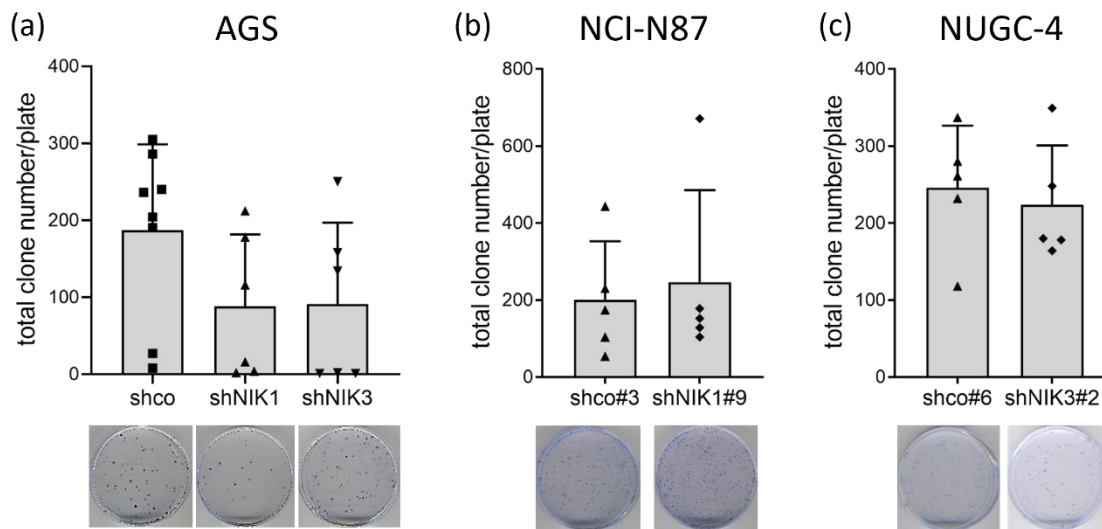 (a) AGS
total clone number/plate
400
300
200
100
0
shco shNIK1 shNIK3
(b) NCI-N87
total clone number/plate
800
600
400
200
0
shco#3 shNIK1#9
(c) NUGC-4
total clone number/plate
400
300
200
100
0
shco#6 shNIK3#2